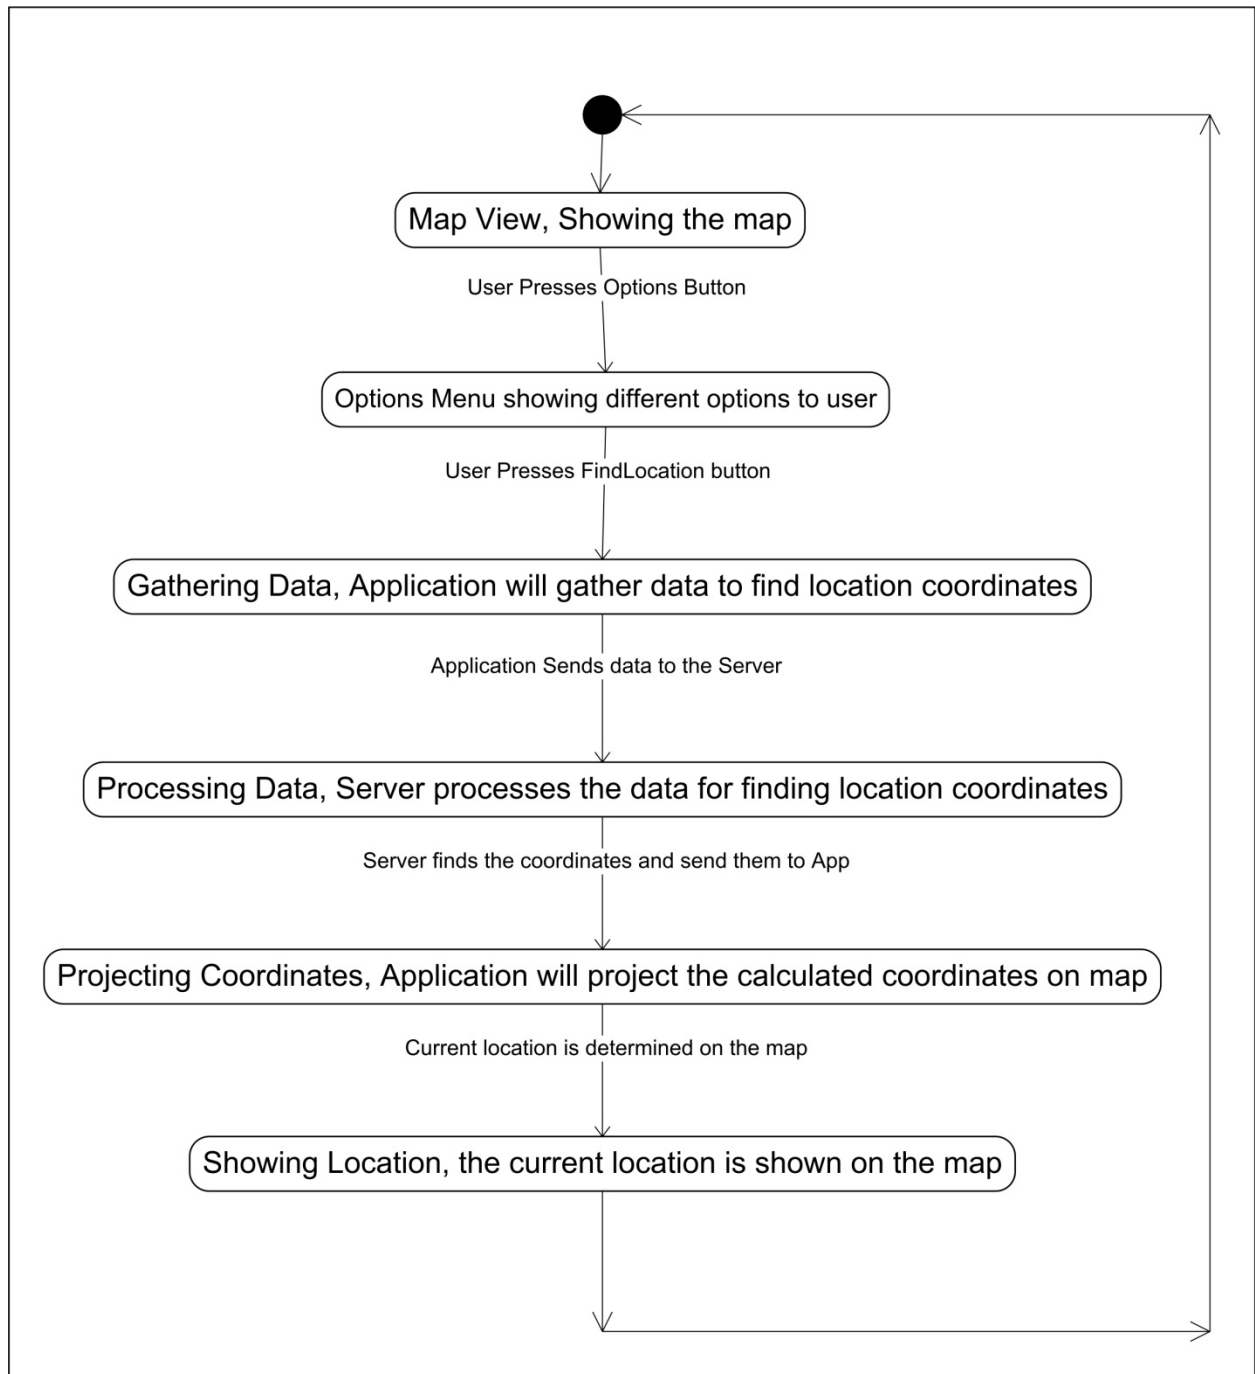 Map View, Showing the map
User Presses Options Button
Options Menu showing different options to user
User Presses FindLocation button
Gathering Data, Application will gather data to find location coordinates
Application Sends data to the Server
Processing Data, Server processes the data for finding location coordinates
Server finds the coordinates and send them to App
Projecting Coordinates, Application will project the calculated coordinates on map
Current location is determined on the map
Showing Location, the current location is shown on the map